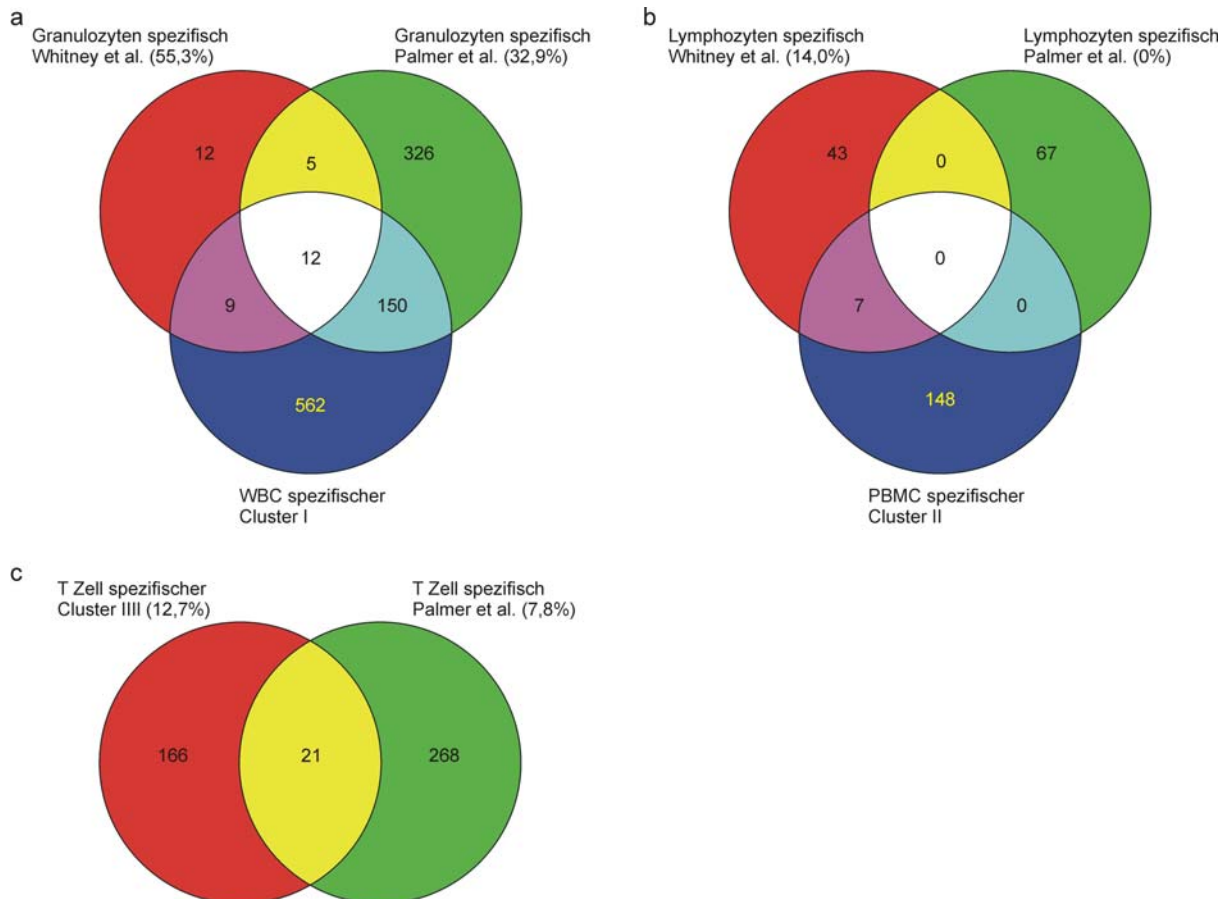 a
Granulozyten spezifisch
Whitney et al. (55,3%)
Granulozyten spezifisch
Palmer et al. (32,9%)
12
5
326
12
9
150
562
WBC spezifischer
Cluster I
b
Lymphozyten spezifisch
Whitney et al. (14,0%)
Lymphozyten spezifisch
Palmer et al. (0%)
43
0
67
0
7
0
148
PBMC spezifischer
Cluster II
c
T Zell spezifischer
Cluster IIII (12,7%)
T Zell spezifisch
Palmer et al. (7,8%)
166
21
268